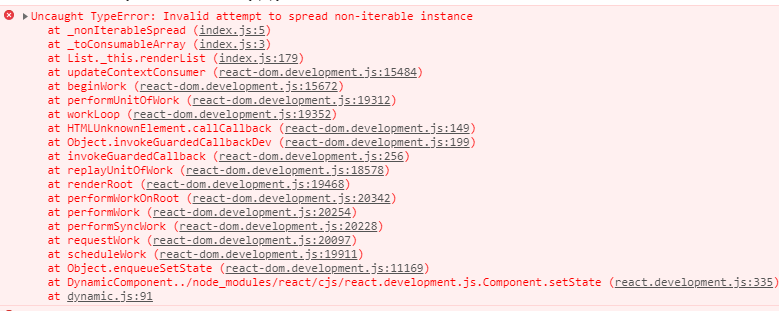 Uncaught TypeError: Invalid attempt to spread non-iterable instance
at _nonIterableSpread (index.js:5)
at _toConsumableArray (index.js:3)
at List._this.renderList (index.js:179)
at updateContextConsumer (react-dom.development.js:15484)
at beginWork (react-dom.development.js:15672)
at performUnitOfWork (react-dom.development.js:19312)
at workLoop (react-dom.development.js:19352)
at HTMLUnknownElement.callCallback (react-dom.development.js:149)
at Object.invokeGuardedCallbackDev (react-dom.development.js:199)
at invokeGuardedCallback (react-dom.development.js:256)
at replayUnitOfWork (react-dom.development.js:18578)
at renderRoot (react-dom.development.js:19468)
at performWorkOnRoot (react-dom.development.js:20342)
at performWork (react-dom.development.js:20254)
at performSyncWork (react-dom.development.js:20228)
at requestWork (react-dom.development.js:20097)
at scheduleWork (react-dom.development.js:19911)
at Object.enqueueSetState (react-dom.development.js:11169)
at DynamicComponent../node_modules/react/cjs/react.development.js.Component.setState (react.development.js:335)
at dynamic.js:91